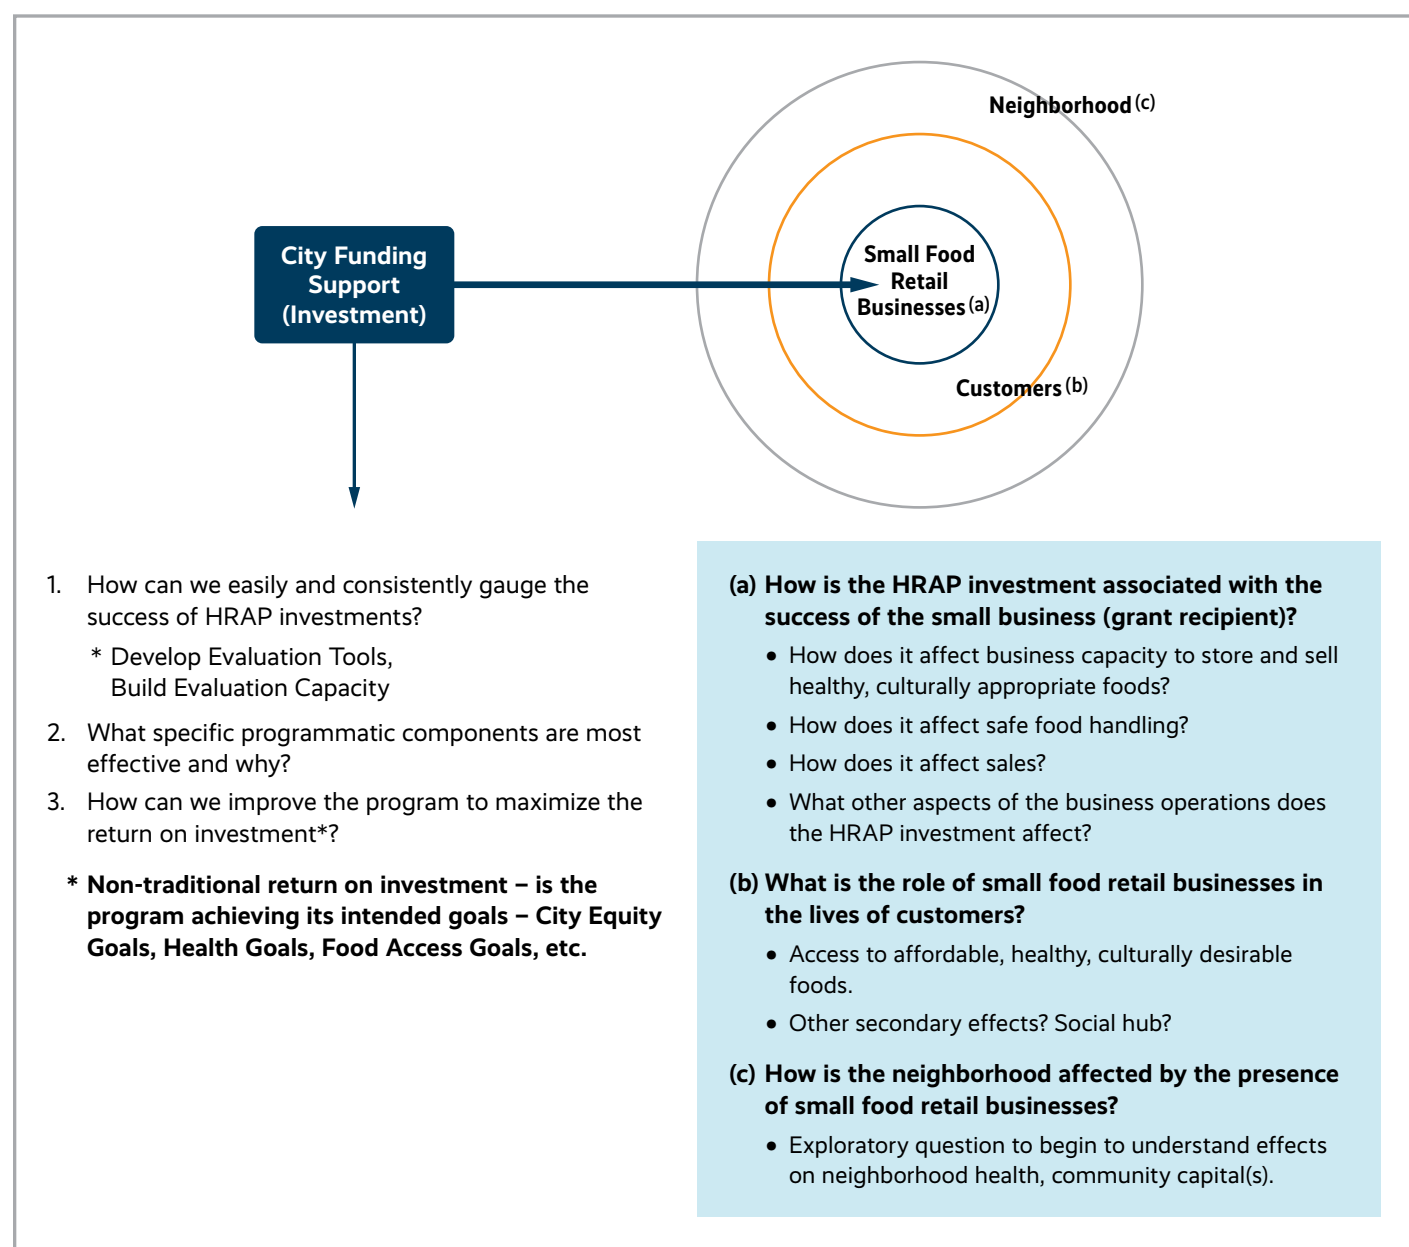 Neighborhood (c)
City Funding
Support
(Investment)
Small Food
Retail
Businesses (a)
Customers (b)
1. How can we easily and consistently gauge the
success of HRAP investments?
* Develop Evaluation Tools,
Build Evaluation Capacity
2. What specific programmatic components are most
effective and why?
3. How can we improve the program to maximize the
return on investment*?
* Non-traditional return on investment – is the
program achieving its intended goals – City Equity
Goals, Health Goals, Food Access Goals, etc.
(a) How is the HRAP investment associated with the
success of the small business (grant recipient)?
• How does it affect business capacity to store and sell
healthy, culturally appropriate foods?
• How does it affect safe food handling?
• How does it affect sales?
• What other aspects of the business operations does
the HRAP investment affect?
(b) What is the role of small food retail businesses in
the lives of customers?
• Access to affordable, healthy, culturally desirable
foods.
• Other secondary effects? Social hub?
(c) How is the neighborhood affected by the presence
of small food retail businesses?
• Exploratory question to begin to understand effects
on neighborhood health, community capital(s).